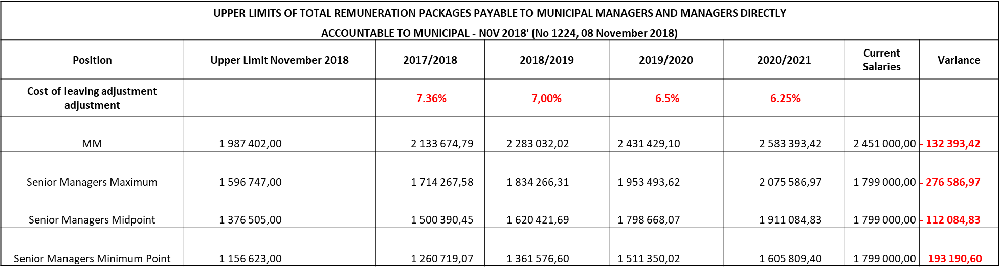 UPPER LIMITS OF TOTAL REMUNERATION PACKAGES PAYABLE TO MUNICIPAL MANAGERS AND MANAGERS DIRECTLY
ACCOUNTABLE TO MUNICIPAL - N0V 2018' (No 1224, 08 November 2018)
Position Upper Limit November 2018 2017/2018 2018/2019 2019/2020 2020/2021 Current Salaries Variance
Cost of leaving adjustment
adjustment 7.36% 7,00% 6.5% 6.25%
MM 1 987 402,00 2 133 674,79 2 283 032,02 2 431 429,10 2 583 393,42 2 451 000,00 - 132 393,42
Senior Managers Maximum 1 596 747,00 1 714 267,58 1 834 266,31 1 953 493,62 2 075 586,97 1 799 000,00 - 276 586,97
Senior Managers Midpoint 1 376 505,00 1 500 390,45 1 620 421,69 1 798 668,07 1 911 084,83 1 799 000,00 - 112 084,83
Senior Managers Minimum Point 1 156 623,00 1 260 719,07 1 361 576,60 1 511 350,02 1 605 809,40 1 799 000,00 193 190,60